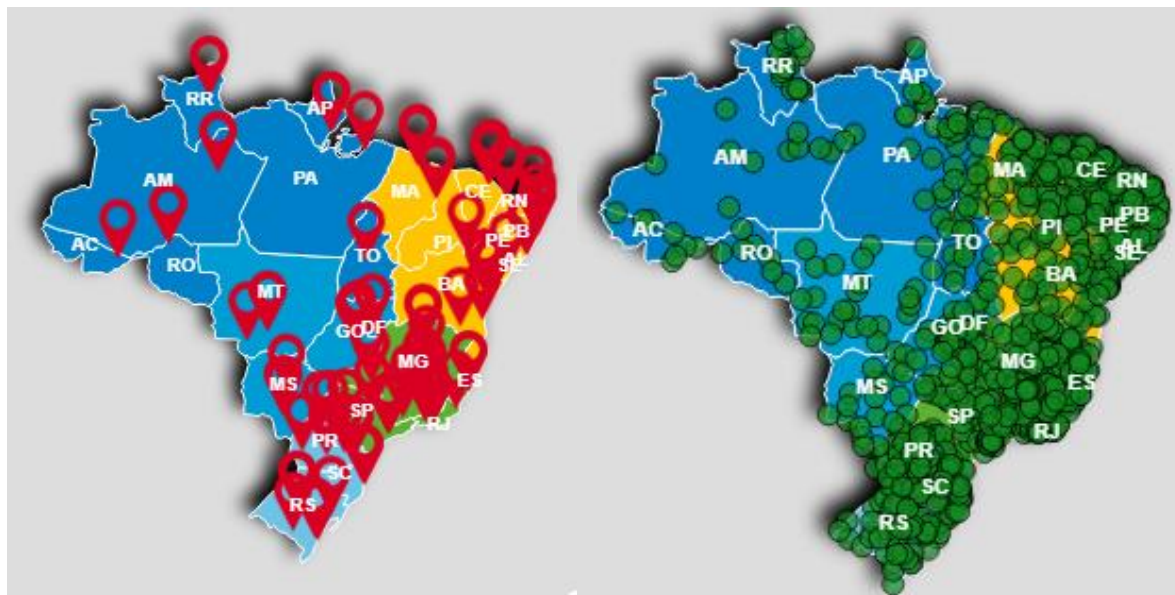 RR
AP
AM
PA
MA
CE
RN
PB
PE
PI
AL
SE
AC
RO
TO
BA
MT
GO
DF
MG
MS
ES
SP
RJ
PR
SC
RS
RR
AP
AM
PA
MA
CE
RN
PB
PE
PI
AL
SE
AC
RO
TO
BA
MT
GO
DF
MG
MS
ES
SP
RJ
PR
SC
RS